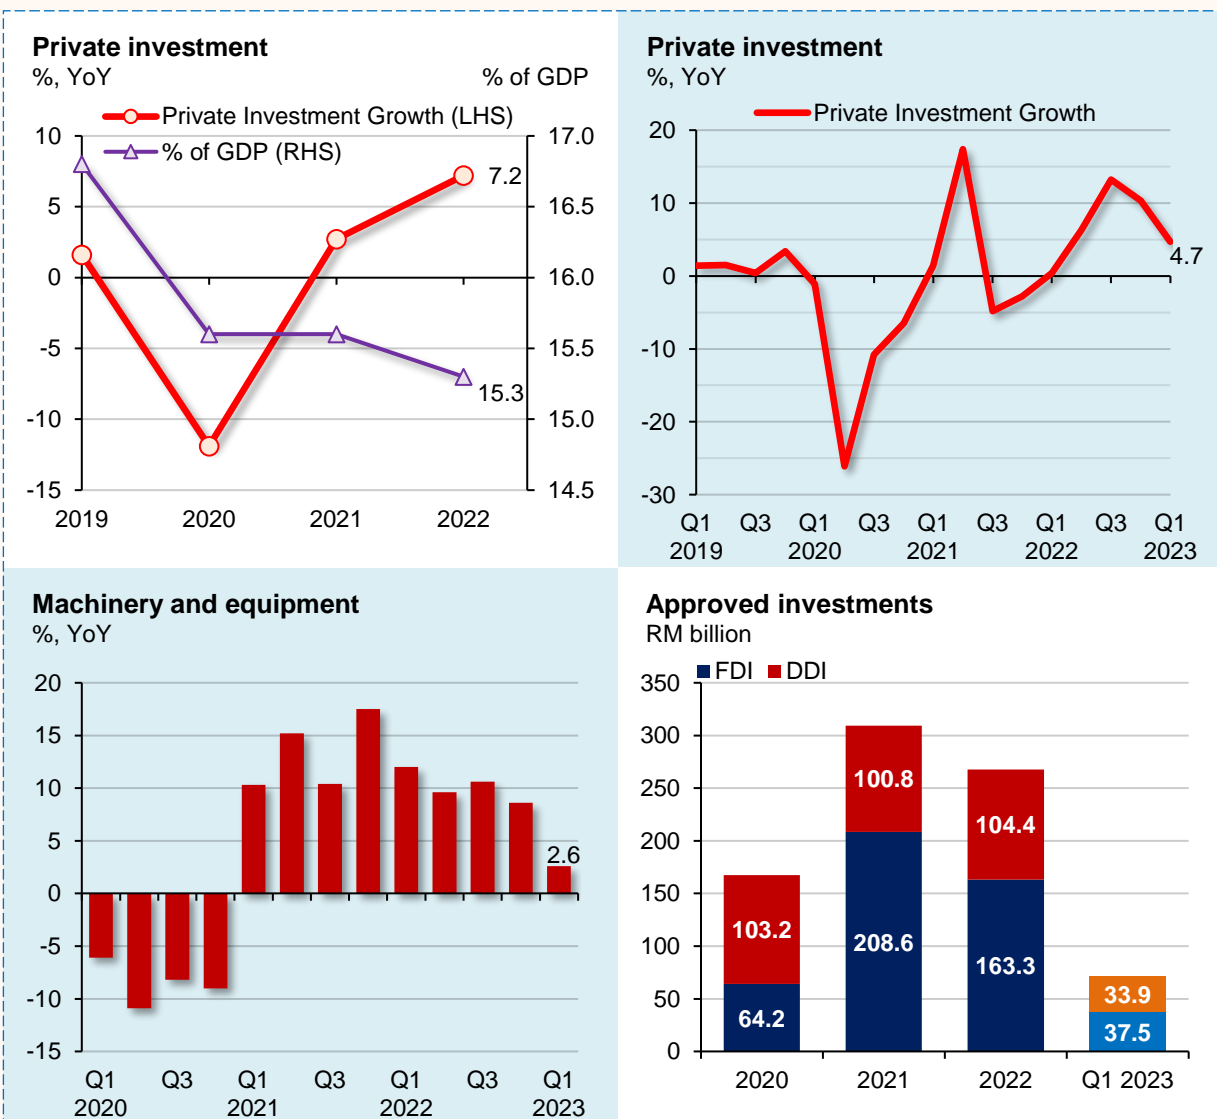 Private investment
%, YoY
% of GDP
Private Investment Growth (LHS)
% of GDP (RHS)
10
5
0
-5
-10
-15
17.0
16.5
16.0
15.5
15.0
14.5
7.2
15.3
2019 2020 2021 2022
Private investment
%, YoY
Private Investment Growth
20
10
0
-10
-20
-30
4.7
Q1 Q3 Q1 Q3 Q1 Q3 Q1 Q3 Q1
2019 2020 2021 2022 2023
Machinery and equipment
%, YoY
20
15
10
5
0
-5
-10
-15
2.6
Q1 Q3 Q1 Q3 Q1 Q3 Q1
2020 2021 2022 2023
Approved investments
RM billion
FDI DDI
350
300
250
200
150
100
50
0
103.2
64.2
100.8
208.6
104.4
163.3
33.9
37.5
2020 2021 2022 Q1 2023